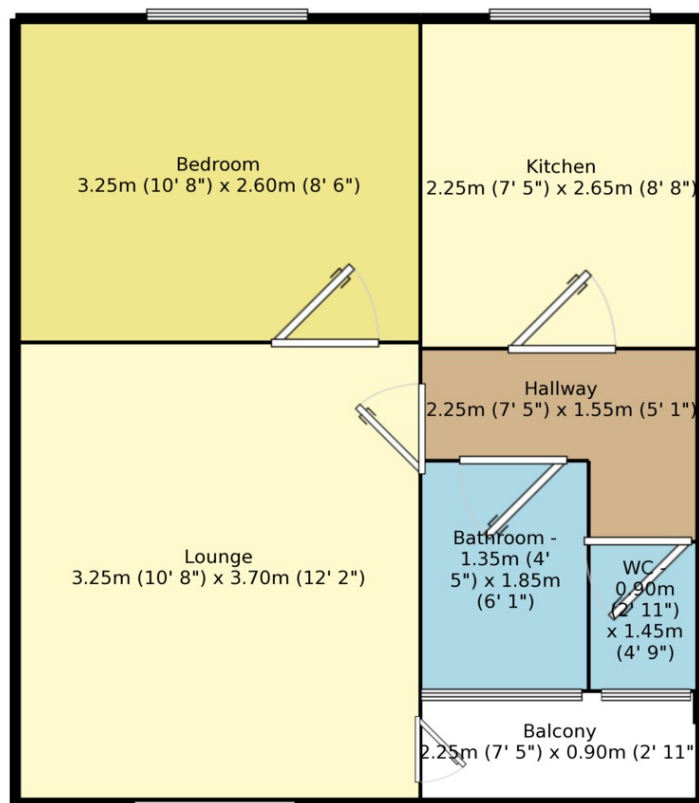 Bedroom
3.25m (10' 8") x 2.60m (8' 6")
Kitchen
2.25m (7' 5") x 2.65m (8' 8")
Hallway
2.25m (7' 5") x 1.55m (5' 1")
Lounge
3.25m (10' 8") x 3.70m (12' 2")
Bathroom -
1.35m (4'
5") x 1.85m
(6' 1")
WC -
0.90m
(2' 11")
x 1.45m
(4' 9")
Balcony
2.25m (7' 5") x 0.90m (2' 11"